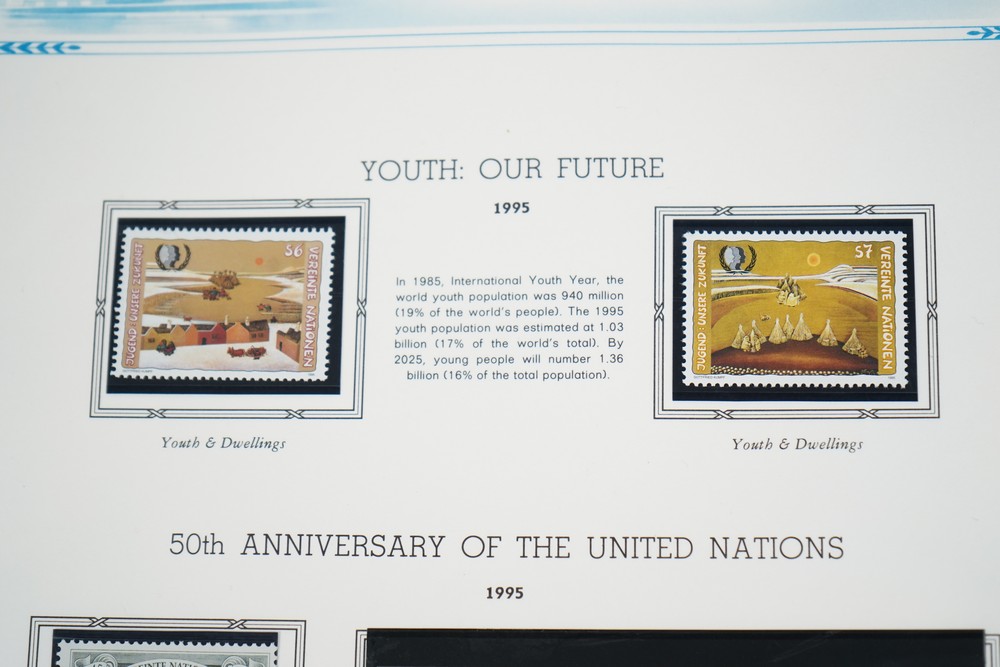 YOUTH: OUR FUTURE
1995
S6
JUGEND: UNSERE ZUKUNFT
VEREINTE NATIONEN
In 1985, International Youth Year, the
world youth population was 940 million
(19% of the world's people). The 1995
youth population was estimated at 1.03
billion (17% of the world's total). By
2025, young people will number 1.36
billion (16% of the total population).
S7
JUGEND: UNSERE ZUKUNFT
VEREINTE NATIONEN
Youth & Dwellings
Youth & Dwellings
50th ANNIVERSARY OF THE UNITED NATIONS
1995